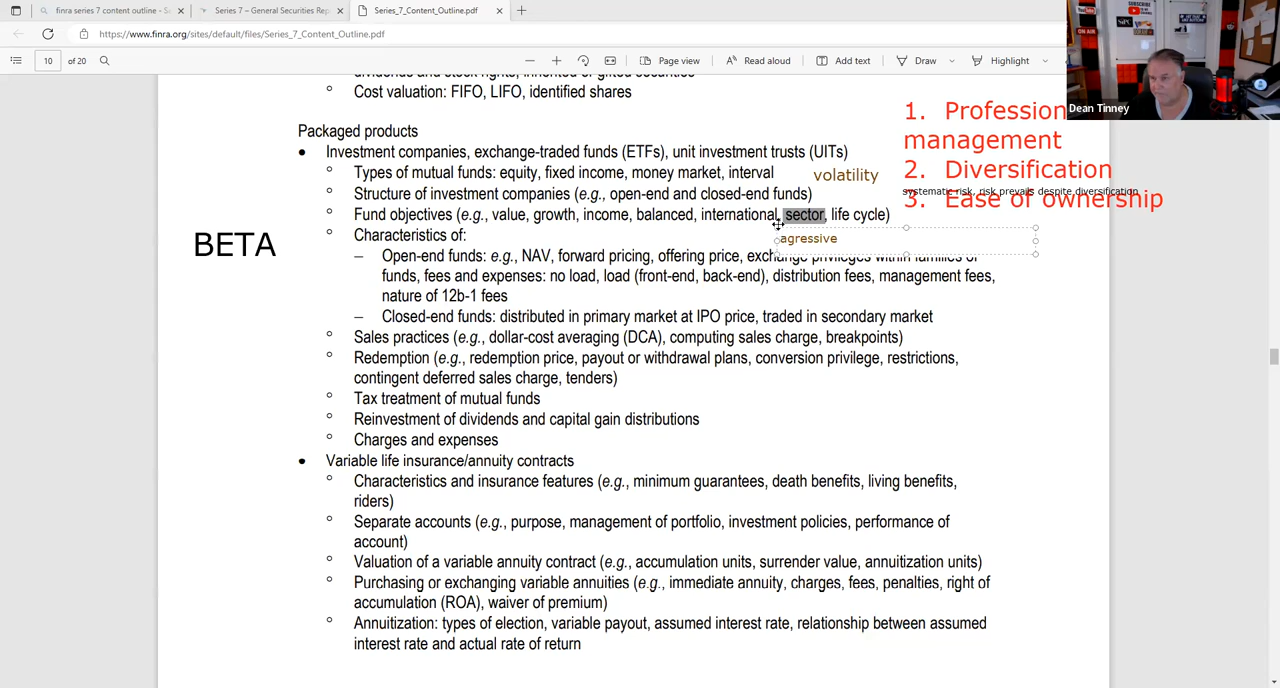 finra series 7 content outline - Se
Series 7 – General Securities Rep
Series_7_Content_Outline.pdf
https://www.finra.org/sites/default/files/Series_7_Content_Outline.pdf
10 of 20
Page view
Read aloud
Add text
Draw
Highlight
Dean Tinney
dividends and stock rights, inherited or gifted securities
Cost valuation: FIFO, LIFO, identified shares
1. Profession
management
2. Diversification
3. Ease of ownership
systematic risk, risk prevails despite diversification
volatility
BETA
agressive
Packaged products
• Investment companies, exchange-traded funds (ETFs), unit investment trusts (UITs)
° Types of mutual funds: equity, fixed income, money market, interval
° Structure of investment companies (e.g., open-end and closed-end funds)
° Fund objectives (e.g., value, growth, income, balanced, international, sector, life cycle)
° Characteristics of:
– Open-end funds: e.g., NAV, forward pricing, offering price, exchange privileges within families of
funds, fees and expenses: no load, load (front-end, back-end), distribution fees, management fees,
nature of 12b-1 fees
– Closed-end funds: distributed in primary market at IPO price, traded in secondary market
° Sales practices (e.g., dollar-cost averaging (DCA), computing sales charge, breakpoints)
° Redemption (e.g., redemption price, payout or withdrawal plans, conversion privilege, restrictions,
contingent deferred sales charge, tenders)
° Tax treatment of mutual funds
° Reinvestment of dividends and capital gain distributions
° Charges and expenses
• Variable life insurance/annuity contracts
° Characteristics and insurance features (e.g., minimum guarantees, death benefits, living benefits,
riders)
° Separate accounts (e.g., purpose, management of portfolio, investment policies, performance of
account)
° Valuation of a variable annuity contract (e.g., accumulation units, surrender value, annuitization units)
° Purchasing or exchanging variable annuities (e.g., immediate annuity, charges, fees, penalties, right of
accumulation (ROA), waiver of premium)
° Annuitization: types of election, variable payout, assumed interest rate, relationship between assumed
interest rate and actual rate of return